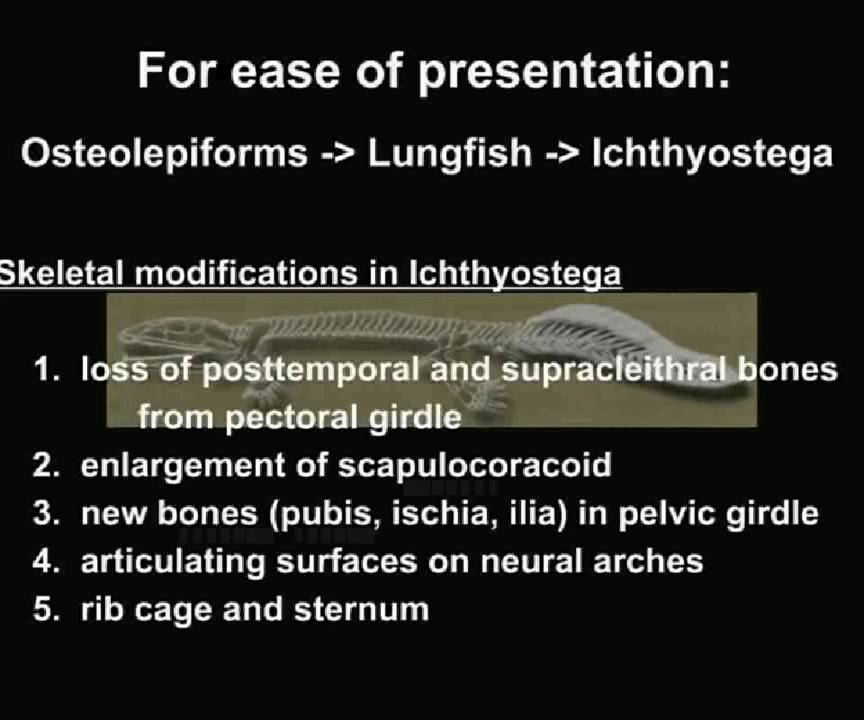 For ease of presentation:
Osteolepiforms -> Lungfish -> Ichthyostega
Skeletal modifications in Ichthyostega
1. loss of posttemporal and supracleithral bones
from pectoral girdle
2. enlargement of scapulocoracoid
3. new bones (pubis, ischia, ilia) in pelvic girdle
4. articulating surfaces on neural arches
5. rib cage and sternum